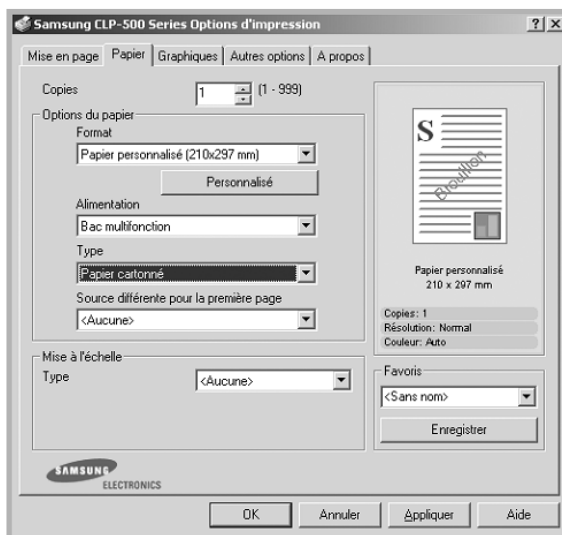 Samsung CLP-500 Series Options d'impression
Mise en page Papier Graphiques Autres options A propos
Copies 1 (1 - 999)
Options du papier
Format
Papier personnalisé (210x297 mm)
Personnalisé
Alimentation
Bac multifonction
Type
Papier cartonné
Source différente pour la première page
<Aucune>
Mise à l'échelle
Type <Aucune>
S
Brouillon
Papier personnalisé
210 x 297 mm
Copies: 1
Résolution: Normal
Couleur: Auto
Favoris
<Sans nom>
Enregistrer
SAMSUNG
ELECTRONICS
OK Annuler Appliquer Aide